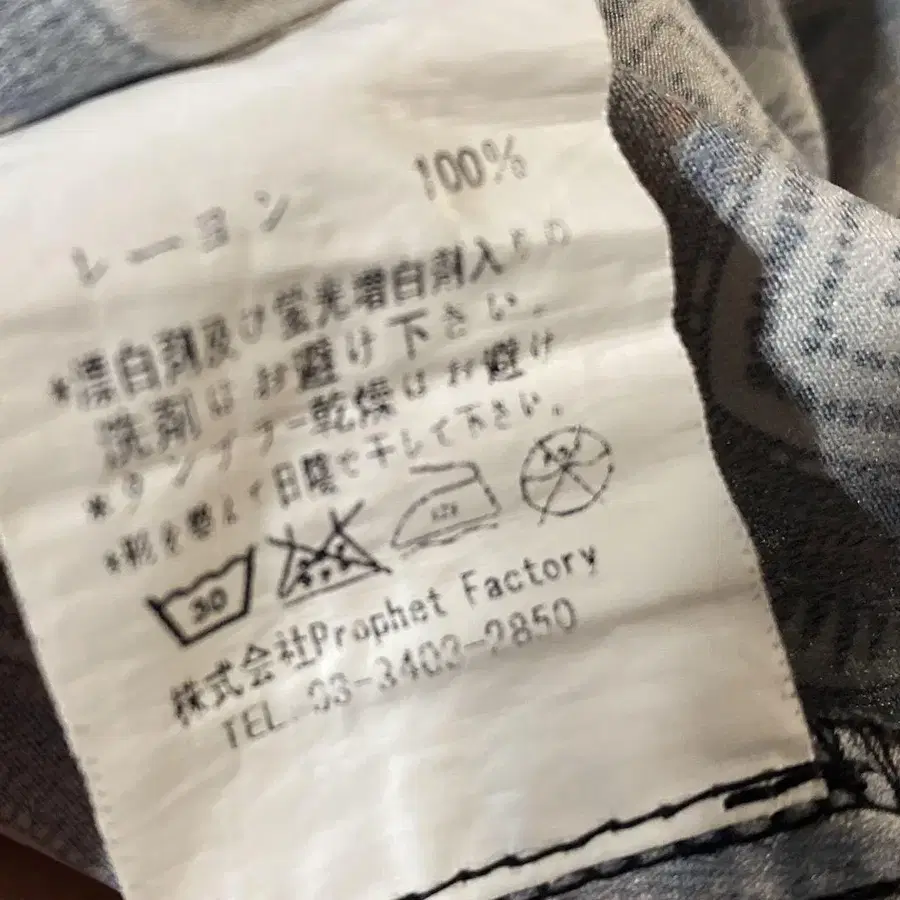 レーヨン 100%
*漂白剤及び蛍光増白剤入りの
洗剤はお避け下さい。
*タンブラー乾燥はお避け
*形を整えて日陰で干して下さい。
30
株式会社Prophet Factory
TEL. 03-3403-2850